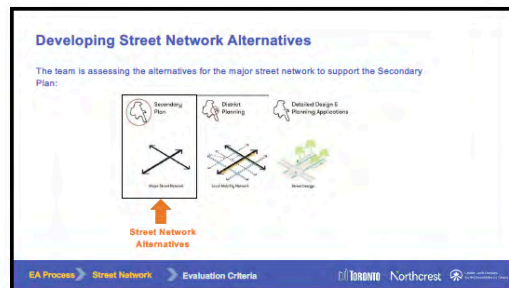 Developing Street Network Alternatives
The team is assessing the alternatives for the major street network to support the Secondary
Plan:
Secondary
Plan
District
Planning
Detailed Design &
Planning Applications
Major Street Network
Local Mobility Network
Street Design
Street Network
Alternatives
EA Process
Street Network
Evaluation Criteria
TORONTO
Northcrest